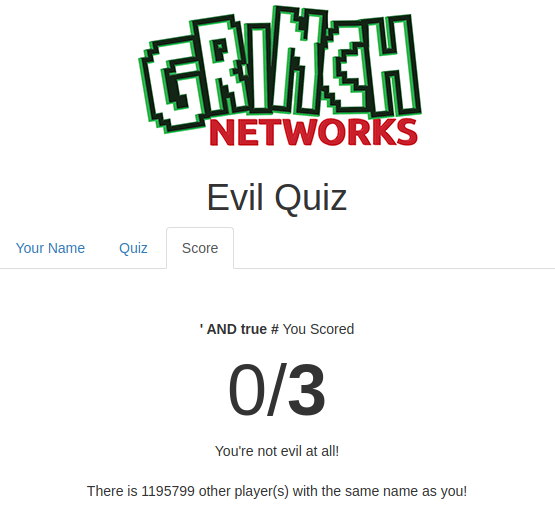 GRINCH
NETWORKS
Evil Quiz
Your Name Quiz Score
' AND true # You Scored
0/3
You're not evil at all!
There is 1195799 other player(s) with the same name as you!